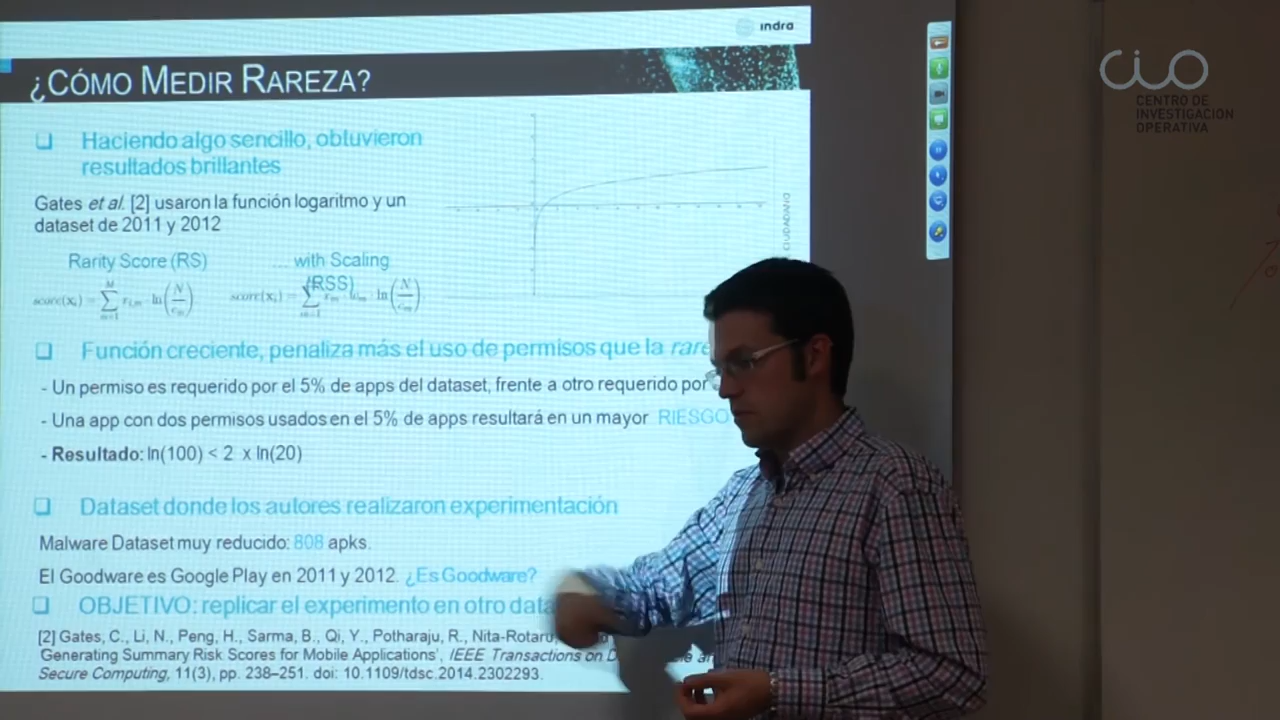 indra
¿CÓMO MEDIR RAREZA?
CENTRO DE
INVESTIGACION
OPERATIVA
❑ Haciendo algo sencillo, obtuvieron
resultados brillantes
Gates et al. [2] usaron la función logaritmo y un
dataset de 2011 y 2012
CIUDADANO
Rarity Score (RS)
... with Scaling
(RSS)
❑ Función creciente, penaliza más el uso de permisos que la
- Un permiso es requerido por el 5% de apps del dataset, frente a otro requerido por
- Una app con dos permisos usados en el 5% de apps resultará en un mayor RIESGO
- Resultado: ln(100) < 2 x ln(20)
❑ Dataset donde los autores realizaron experimentación
Malware Dataset muy reducido: 808 apks.
El Goodware es Google Play en 2011 y 2012. ¿Es Goodware?
❑ OBJETIVO: replicar el experimento en otro
[2] Gates, C., Li, N., Peng, H., Sarma, B., Qi, Y., Potharaju, R.,
'Generating Summary Risk Scores for Mobile Applications', IEEE Transactions on
Secure Computing, 11(3), pp. 238–251. doi: 10.1109/tdsc.2014.2302293.